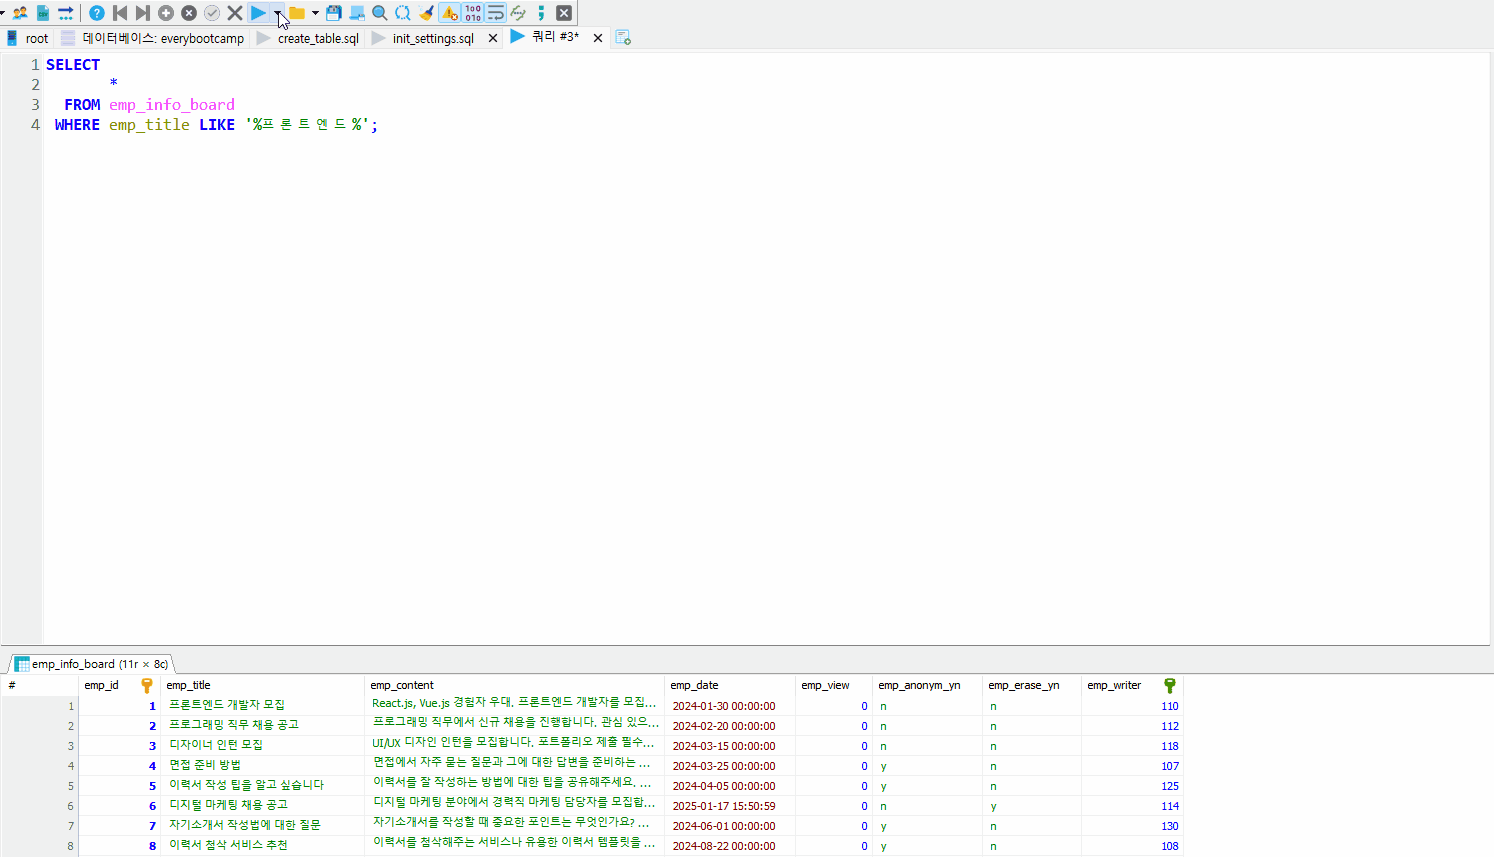 root 데이터베이스: everybootcamp create_table.sql init_settings.sql 쿼리 #3*
1 SELECT
2 *
3 FROM emp_info_board
4 WHERE emp_title LIKE '%프론트엔드%';
emp_info_board (11r × 8c)
# emp_id emp_title emp_content emp_date emp_view emp_anonym_yn emp_erase_yn emp_writer
1 1 프론트엔드 개발자 모집 React.js, Vue.js 경험자 우대. 프론트엔드 개발자를 모집... 2024-01-30 00:00:00 0 n n 110
2 2 프로그래밍 직무 채용 공고 프로그래밍 직무에서 신규 채용을 진행합니다. 관심 있으... 2024-02-20 00:00:00 0 n n 112
3 3 디자이너 인턴 모집 UI/UX 디자인 인턴을 모집합니다. 포트폴리오 제출 필수... 2024-03-15 00:00:00 0 n n 118
4 4 면접 준비 방법 면접에서 자주 묻는 질문과 그에 대한 답변을 준비하는 ... 2024-03-25 00:00:00 0 y n 107
5 5 이력서 작성 팁을 알고 싶습니다 이력서를 잘 작성하는 방법에 대한 팁을 공유해주세요. ... 2024-04-05 00:00:00 0 y n 125
6 6 디지털 마케팅 채용 공고 디지털 마케팅 분야에서 경력직 마케팅 담당자를 모집합... 2025-01-17 15:50:59 0 n y 114
7 7 자기소개서 작성법에 대한 질문 자기소개서를 작성할 때 중요한 포인트는 무엇인가요? ... 2024-06-01 00:00:00 0 y n 130
8 8 이력서 첨삭 서비스 추천 이력서를 첨삭해주는 서비스나 유용한 이력서 템플릿을 ... 2024-08-22 00:00:00 0 y n 108